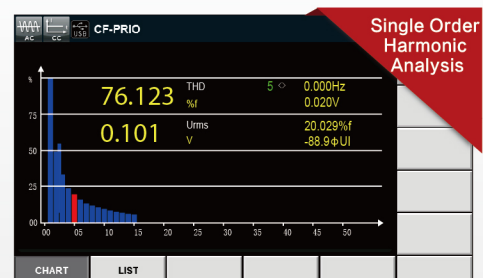 AC CC USB CF-PRIO
Single Order
Harmonic
Analysis
%
76.123 THD %f 5 0.000Hz
0.020V
75
0.101 Urms V 20.029%f
-88.9ΦUI
50
25
00
00 05 10 15 20 25 30 35 40 45 50
CHART LIST